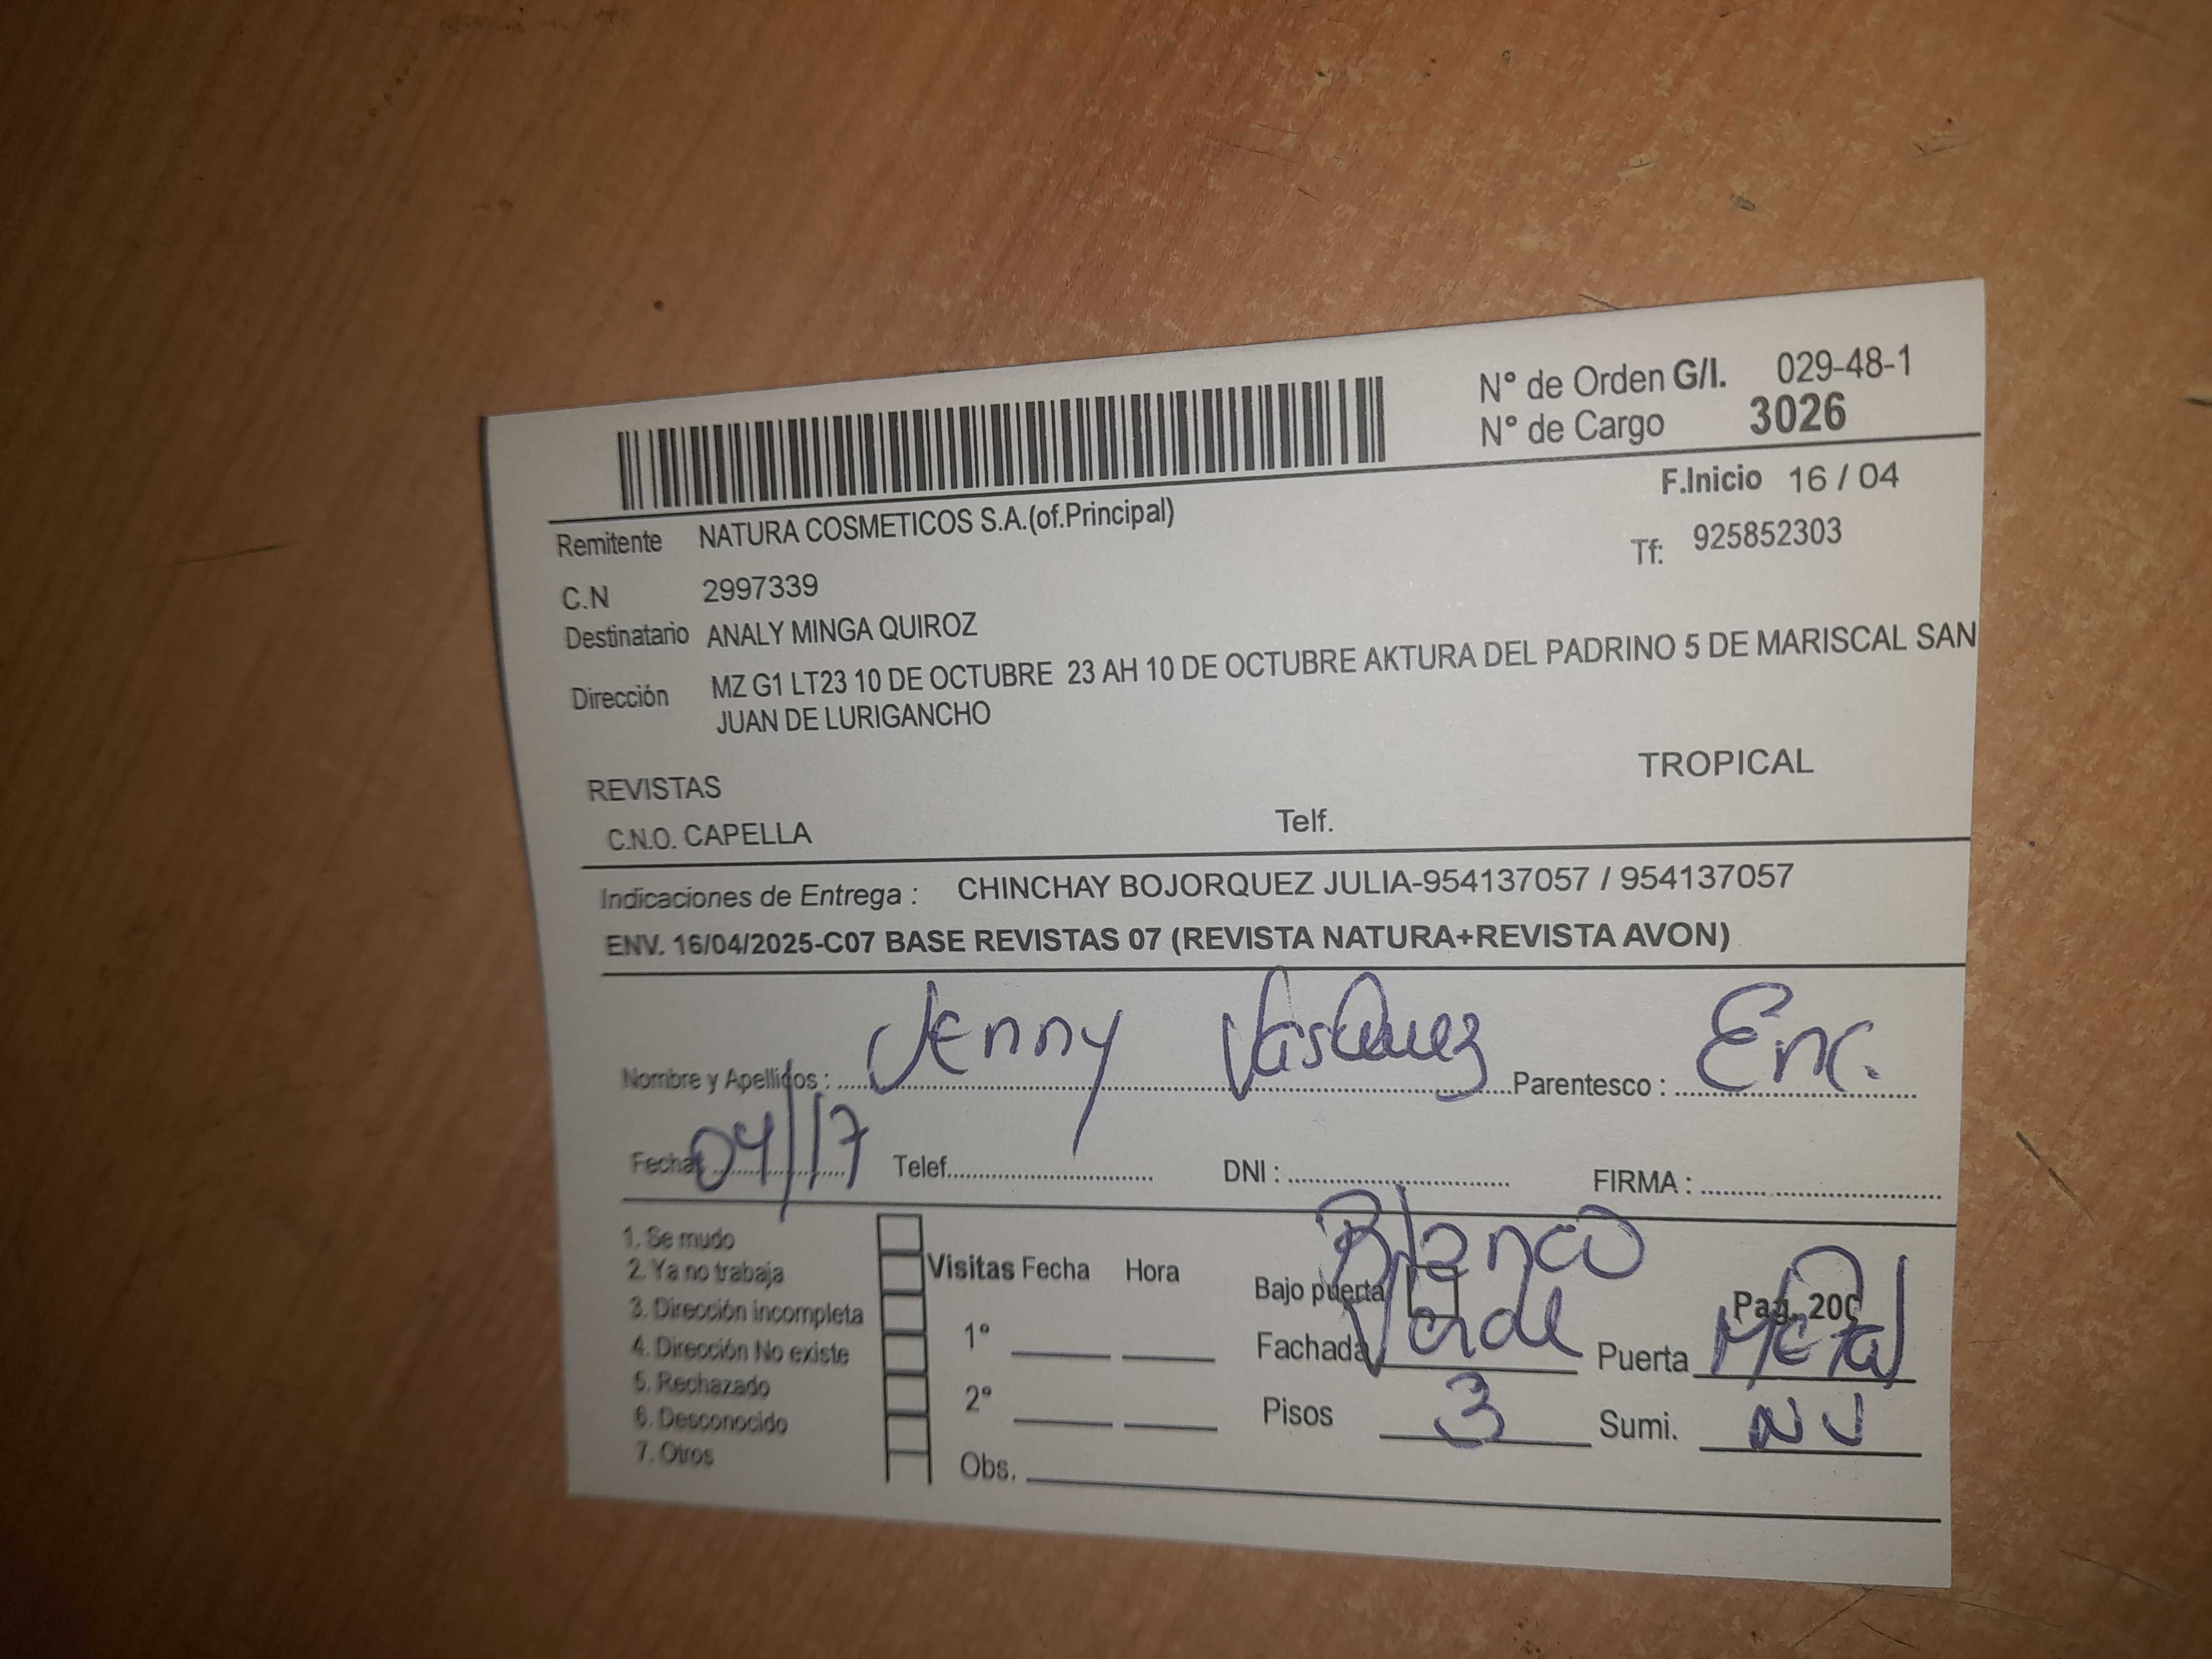 N° de Orden G/I. 029-48-1
N° de Cargo 3026
F.Inicio 16 / 04
Remitente NATURA COSMETICOS S.A.(of.Principal)
Tf: 925852303
C.N 2997339
Destinatario ANALY MINGA QUIROZ
Dirección MZ G1 LT23 10 DE OCTUBRE 23 AH 10 DE OCTUBRE AKTURA DEL PADRINO 5 DE MARISCAL SAN
JUAN DE LURIGANCHO
TROPICAL
REVISTAS
C.N.O. CAPELLA Telf.
Indicaciones de Entrega : CHINCHAY BOJORQUEZ JULIA-954137057 / 954137057
ENV. 16/04/2025-C07 BASE REVISTAS 07 (REVISTA NATURA+REVISTA AVON)
Nombre y Apellidos : Jenny Vasquez Parentesco : Enc.
Fecha: 04/17 Telef. DNI : FIRMA :
1. Se mudo
2. Ya no trabaja
3. Dirección incompleta
4. Dirección No existe
5. Rechazado
6. Desconocido
7. Otros
Visitas Fecha Hora
1°
2°
Obs.
Blanco
Bajo puerta
Pag. 200
Fachada Verde Puerta Metal
Pisos 3 Sumi. NV